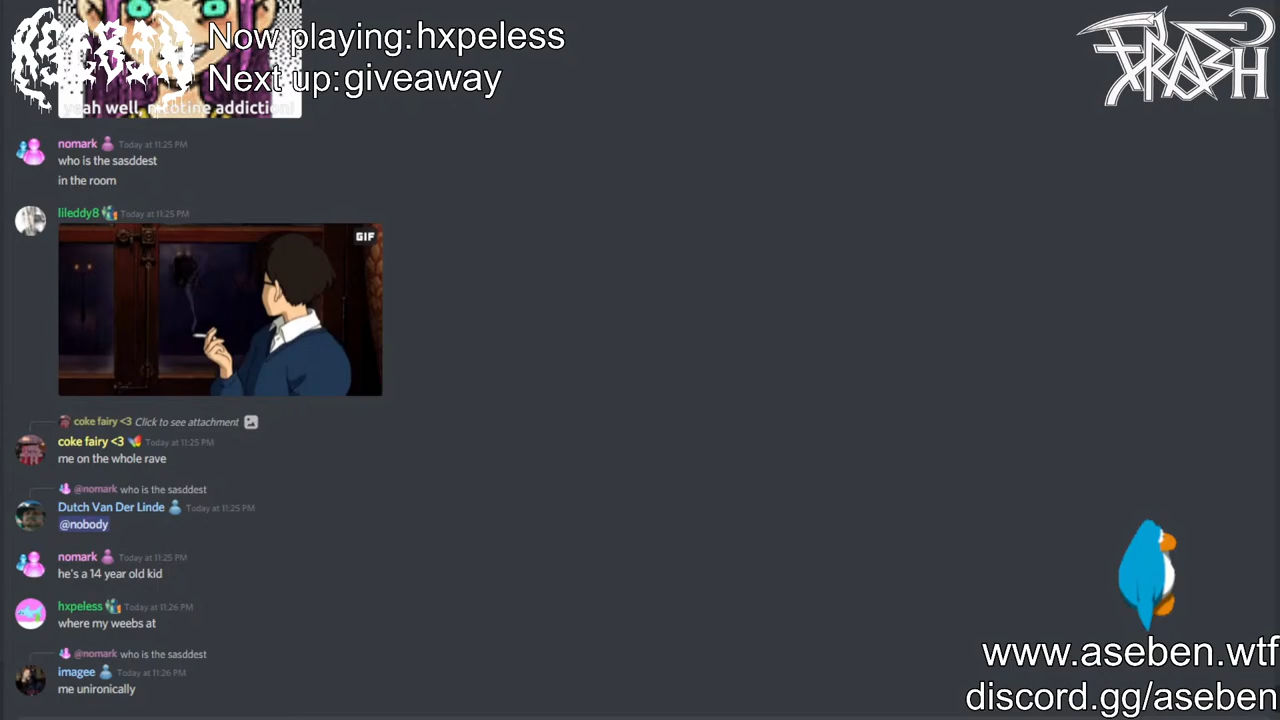 Now playing: hxpeless
Next up: giveaway
TRASH
yeah well, nicotine addiction!
nomark Today at 11:25 PM
who is the sasddest
in the room
lileddy8 Today at 11:25 PM
GIF
coke fairy <3 Click to see attachment
coke fairy <3 Today at 11:25 PM
me on the whole rave
@nomark who is the sasddest
Dutch Van Der Linde Today at 11:25 PM
@nobody
nomark Today at 11:25 PM
he's a 14 year old kid
hxpeless Today at 11:26 PM
where my weebs at
@nomark who is the sasddest
imagee Today at 11:26 PM
me unironically
www.aseben.wtf
discord.gg/aseben